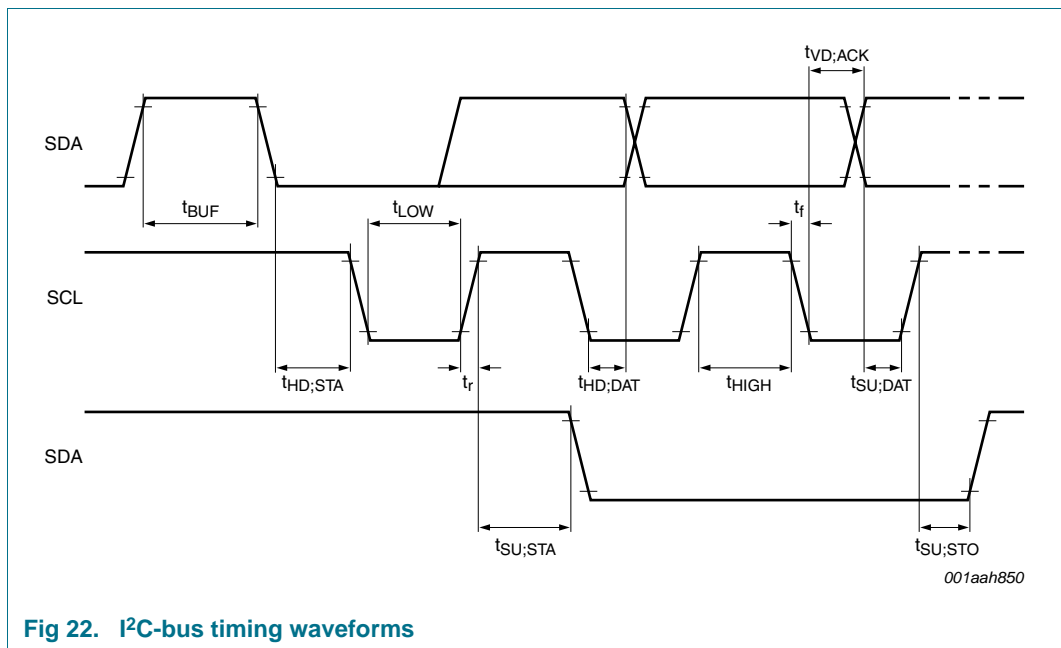 tVD;ACK
SDA
tBUF
tLOW
tf
SCL
tHD;STA
tr
tHD;DAT
tHIGH
tSU;DAT
SDA
tSU;STA
tSU;STO
001aah850
Fig 22. I²C-bus timing waveforms